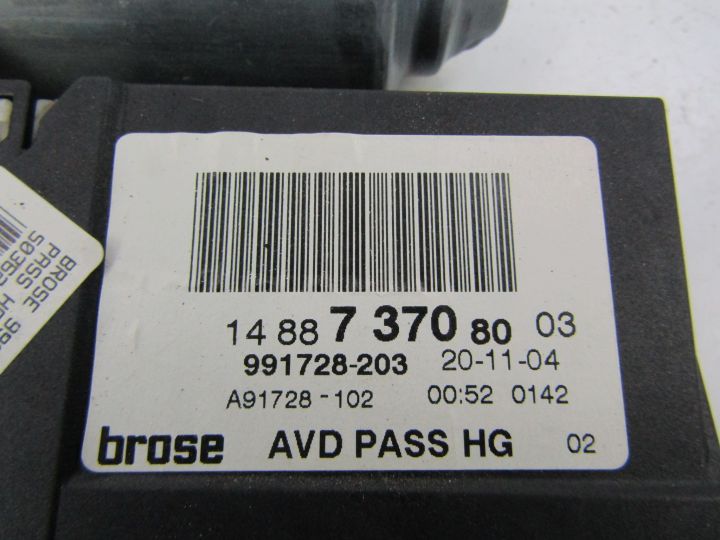 14 88 7 370 80 03
991728-203 20-11-04
A91728-102 00:52 0142
brose AVD PASS HG 02
BROSE
PASS